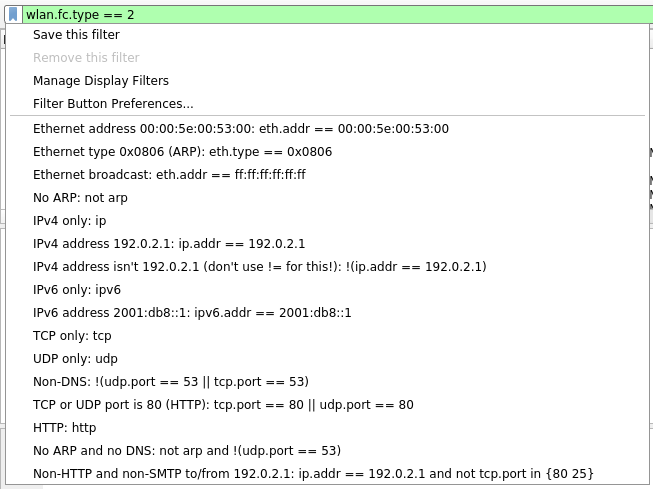 wlan.fc.type == 2
Save this filter
Remove this filter
Manage Display Filters
Filter Button Preferences...
Ethernet address 00:00:5e:00:53:00: eth.addr == 00:00:5e:00:53:00
Ethernet type 0x0806 (ARP): eth.type == 0x0806
Ethernet broadcast: eth.addr == ff:ff:ff:ff:ff:ff
No ARP: not arp
IPv4 only: ip
IPv4 address 192.0.2.1: ip.addr == 192.0.2.1
IPv4 address isn't 192.0.2.1 (don't use != for this!): !(ip.addr == 192.0.2.1)
IPv6 only: ipv6
IPv6 address 2001:db8::1: ipv6.addr == 2001:db8::1
TCP only: tcp
UDP only: udp
Non-DNS: !(udp.port == 53 || tcp.port == 53)
TCP or UDP port is 80 (HTTP): tcp.port == 80 || udp.port == 80
HTTP: http
No ARP and no DNS: not arp and !(udp.port == 53)
Non-HTTP and non-SMTP to/from 192.0.2.1: ip.addr == 192.0.2.1 and not tcp.port in {80 25}